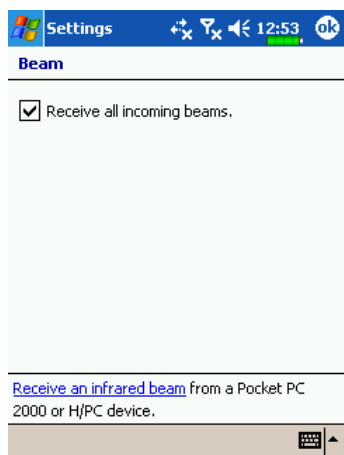 Settings 12:53 ok
Beam
Receive all incoming beams.
Receive an infrared beam from a Pocket PC
2000 or H/PC device.